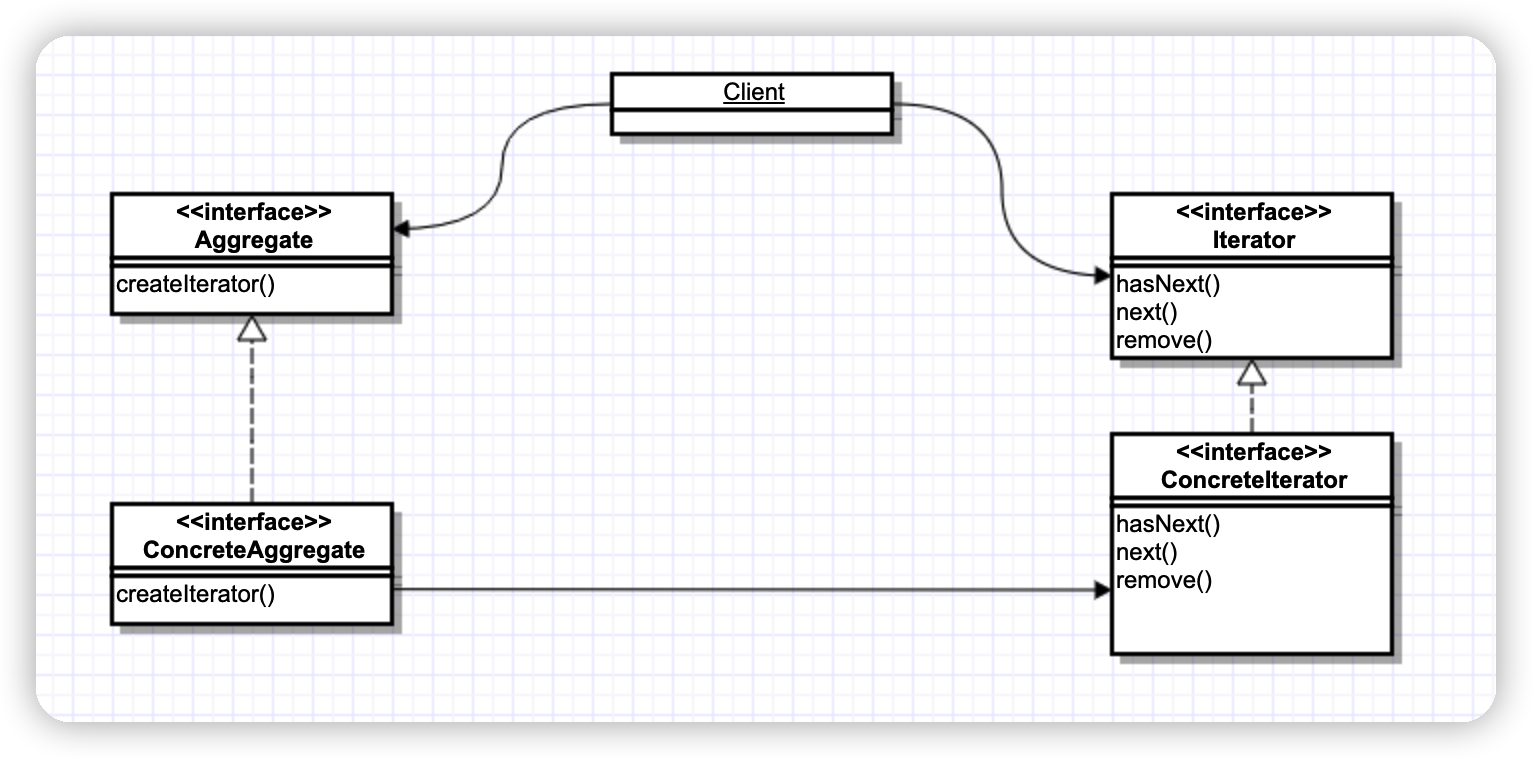 Client
<<interface>>
Aggregate
createIterator()
<<interface>>
Iterator
hasNext()
next()
remove()
<<interface>>
ConcreteAggregate
createIterator()
<<interface>>
ConcreteIterator
hasNext()
next()
remove()